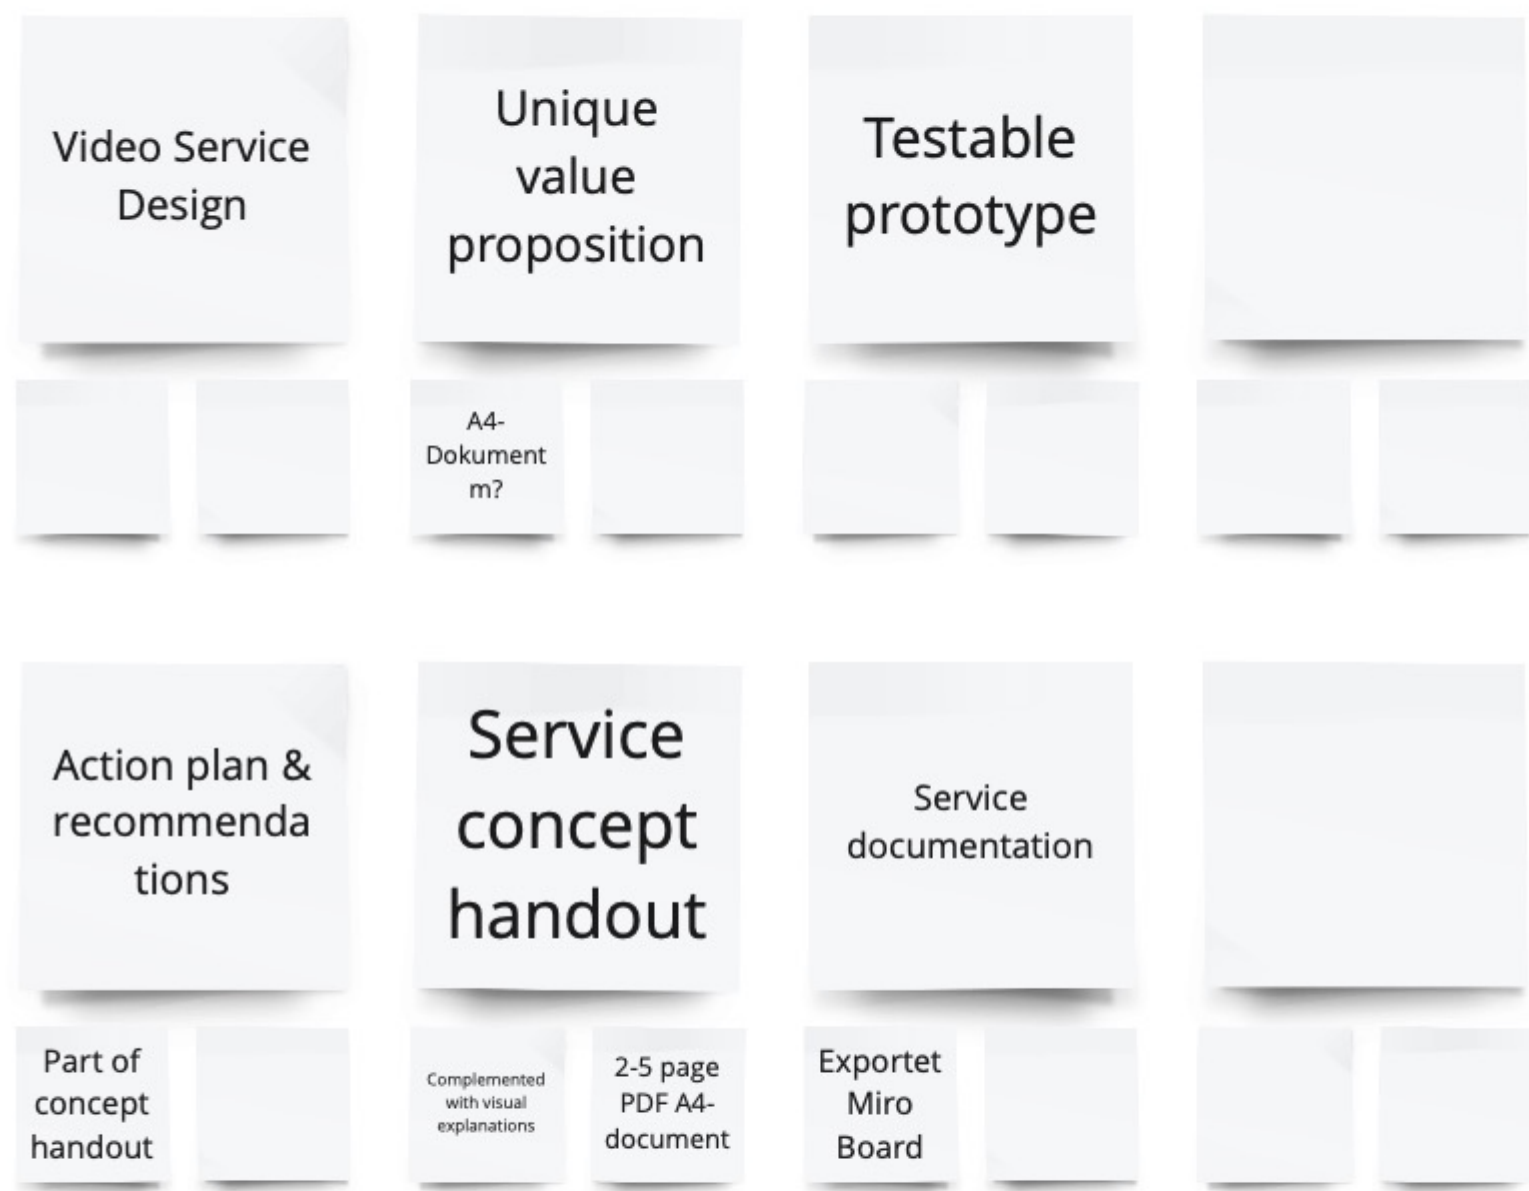 Video Service
Design
Unique
value
proposition
Testable
prototype
A4-
Dokument
m?
Action plan &
recommenda
tions
Service
concept
handout
Service
documentation
Part of
concept
handout
Complemented
with visual
explanations
2-5 page
PDF A4-
document
Exportet
Miro
Board